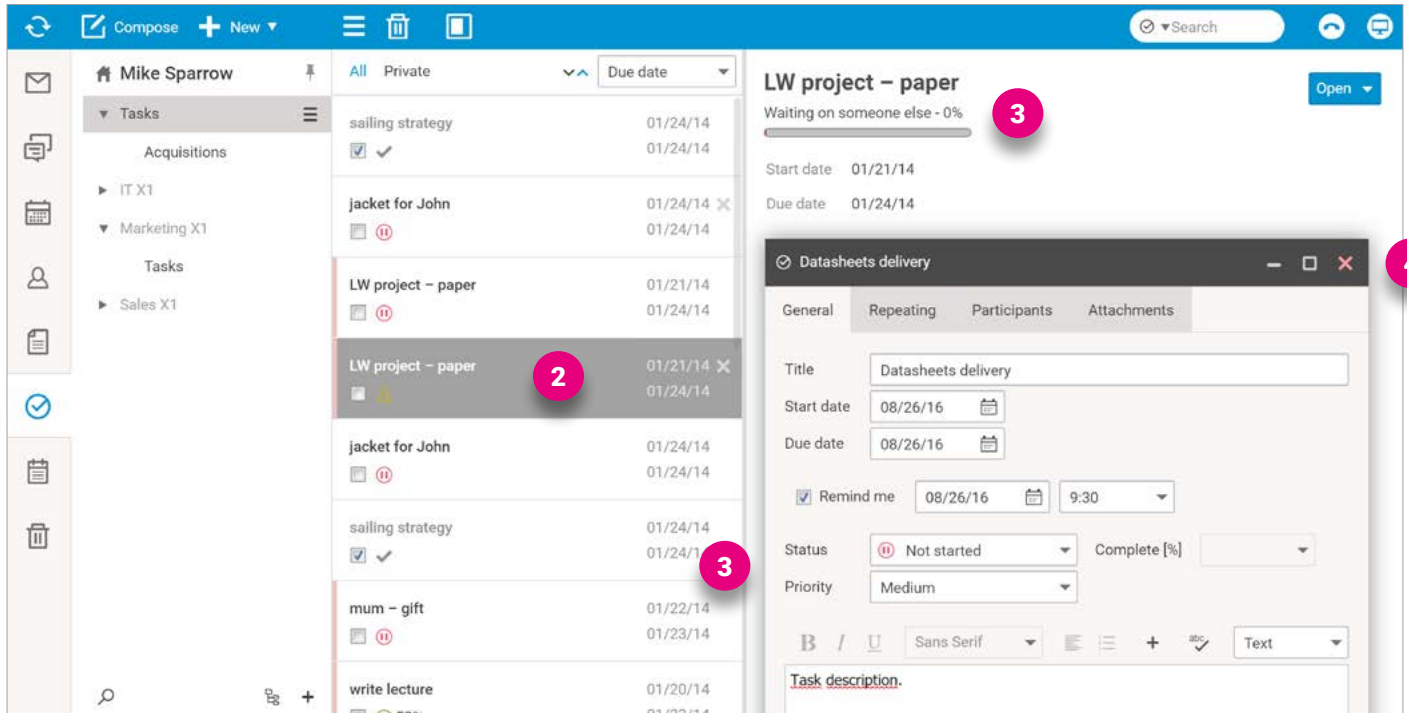 Compose New Search
Mike Sparrow
Tasks
Acquisitions
IT X1
Marketing X1
Tasks
Sales X1
All Private Due date
sailing strategy 01/24/14
01/24/14
jacket for John 01/24/14
01/24/14
LW project – paper 01/21/14
01/24/14
LW project – paper 2 01/21/14
01/24/14
jacket for John 01/24/14
01/24/14
sailing strategy 01/24/14
01/24/1
3
mum – gift 01/22/14
01/23/14
write lecture 01/20/14
LW project – paper Open
Waiting on someone else - 0% 3
Start date 01/21/14
Due date 01/24/14
Datasheets delivery
General Repeating Participants Attachments
Title Datasheets delivery
Start date 08/26/16
Due date 08/26/16
Remind me 08/26/16 9:30
Status Not started Complete [%]
Priority Medium
B I U Sans Serif abc Text
Task description.